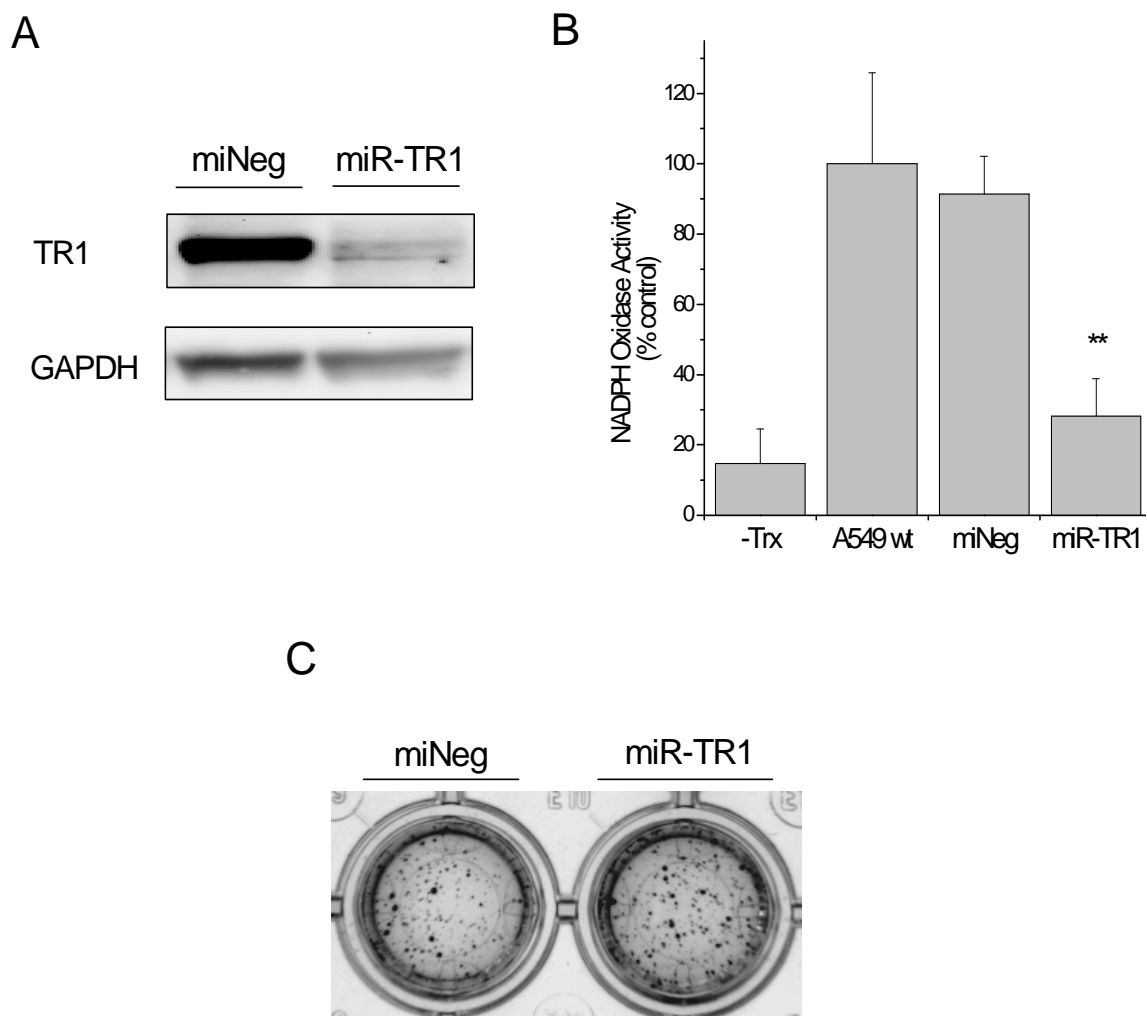 A
miNeg miR-TR1
TR1
GAPDH
B
NADPH Oxidase Activity
(% control)
120
100
80
60
40
20
0
**
-Trx A549 wt miNeg miR-TR1
C
miNeg miR-TR1